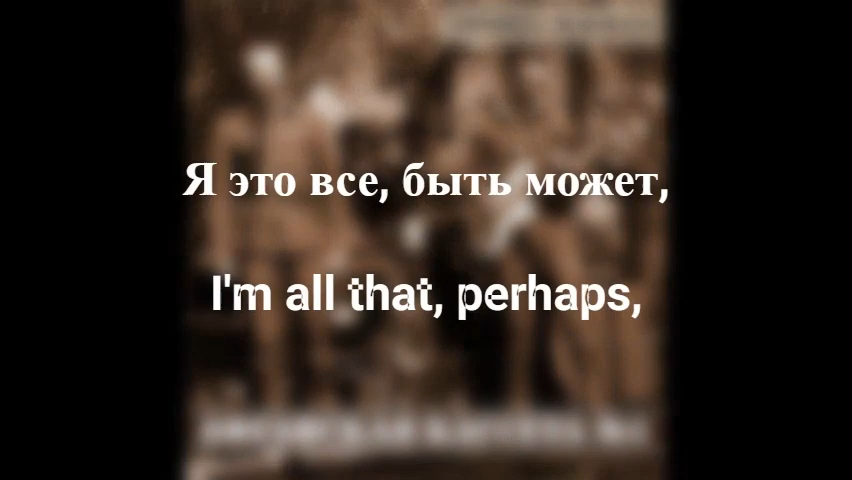 Я это все, быть может,
I'm all that, perhaps,